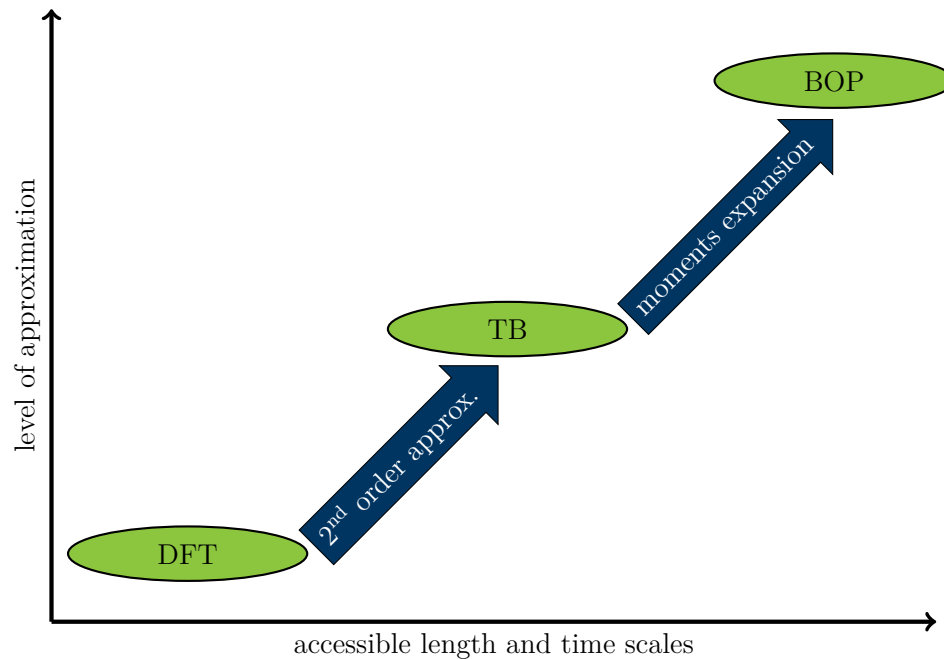 BOP
moments expansion
TB
2nd order approx.
DFT
level of approximation
accessible length and time scales